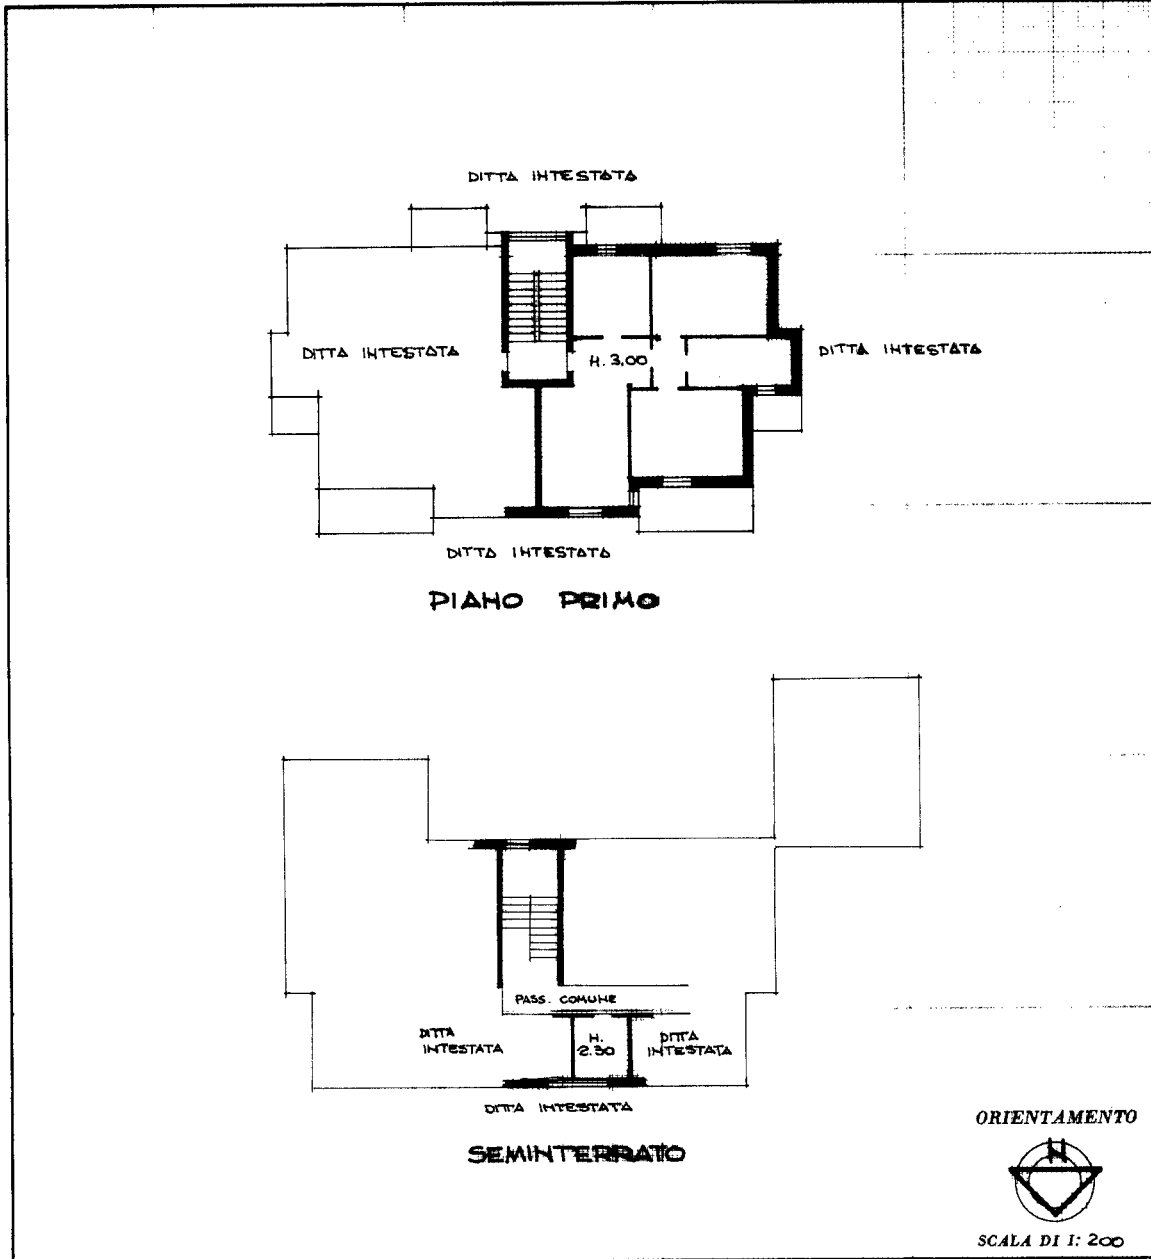 DITTA INTESTATA
DITTA INTESTATA
H. 3,00
DITTA INTESTATA
DITTA INTESTATA
PIANO PRIMO
PASS. COMUNE
DITTA
INTESTATA
H.
2.30
DITTA
INTESTATA
DITTA INTESTATA
SEMINTERRATO
ORIENTAMENTO
N
SCALA DI 1: 200